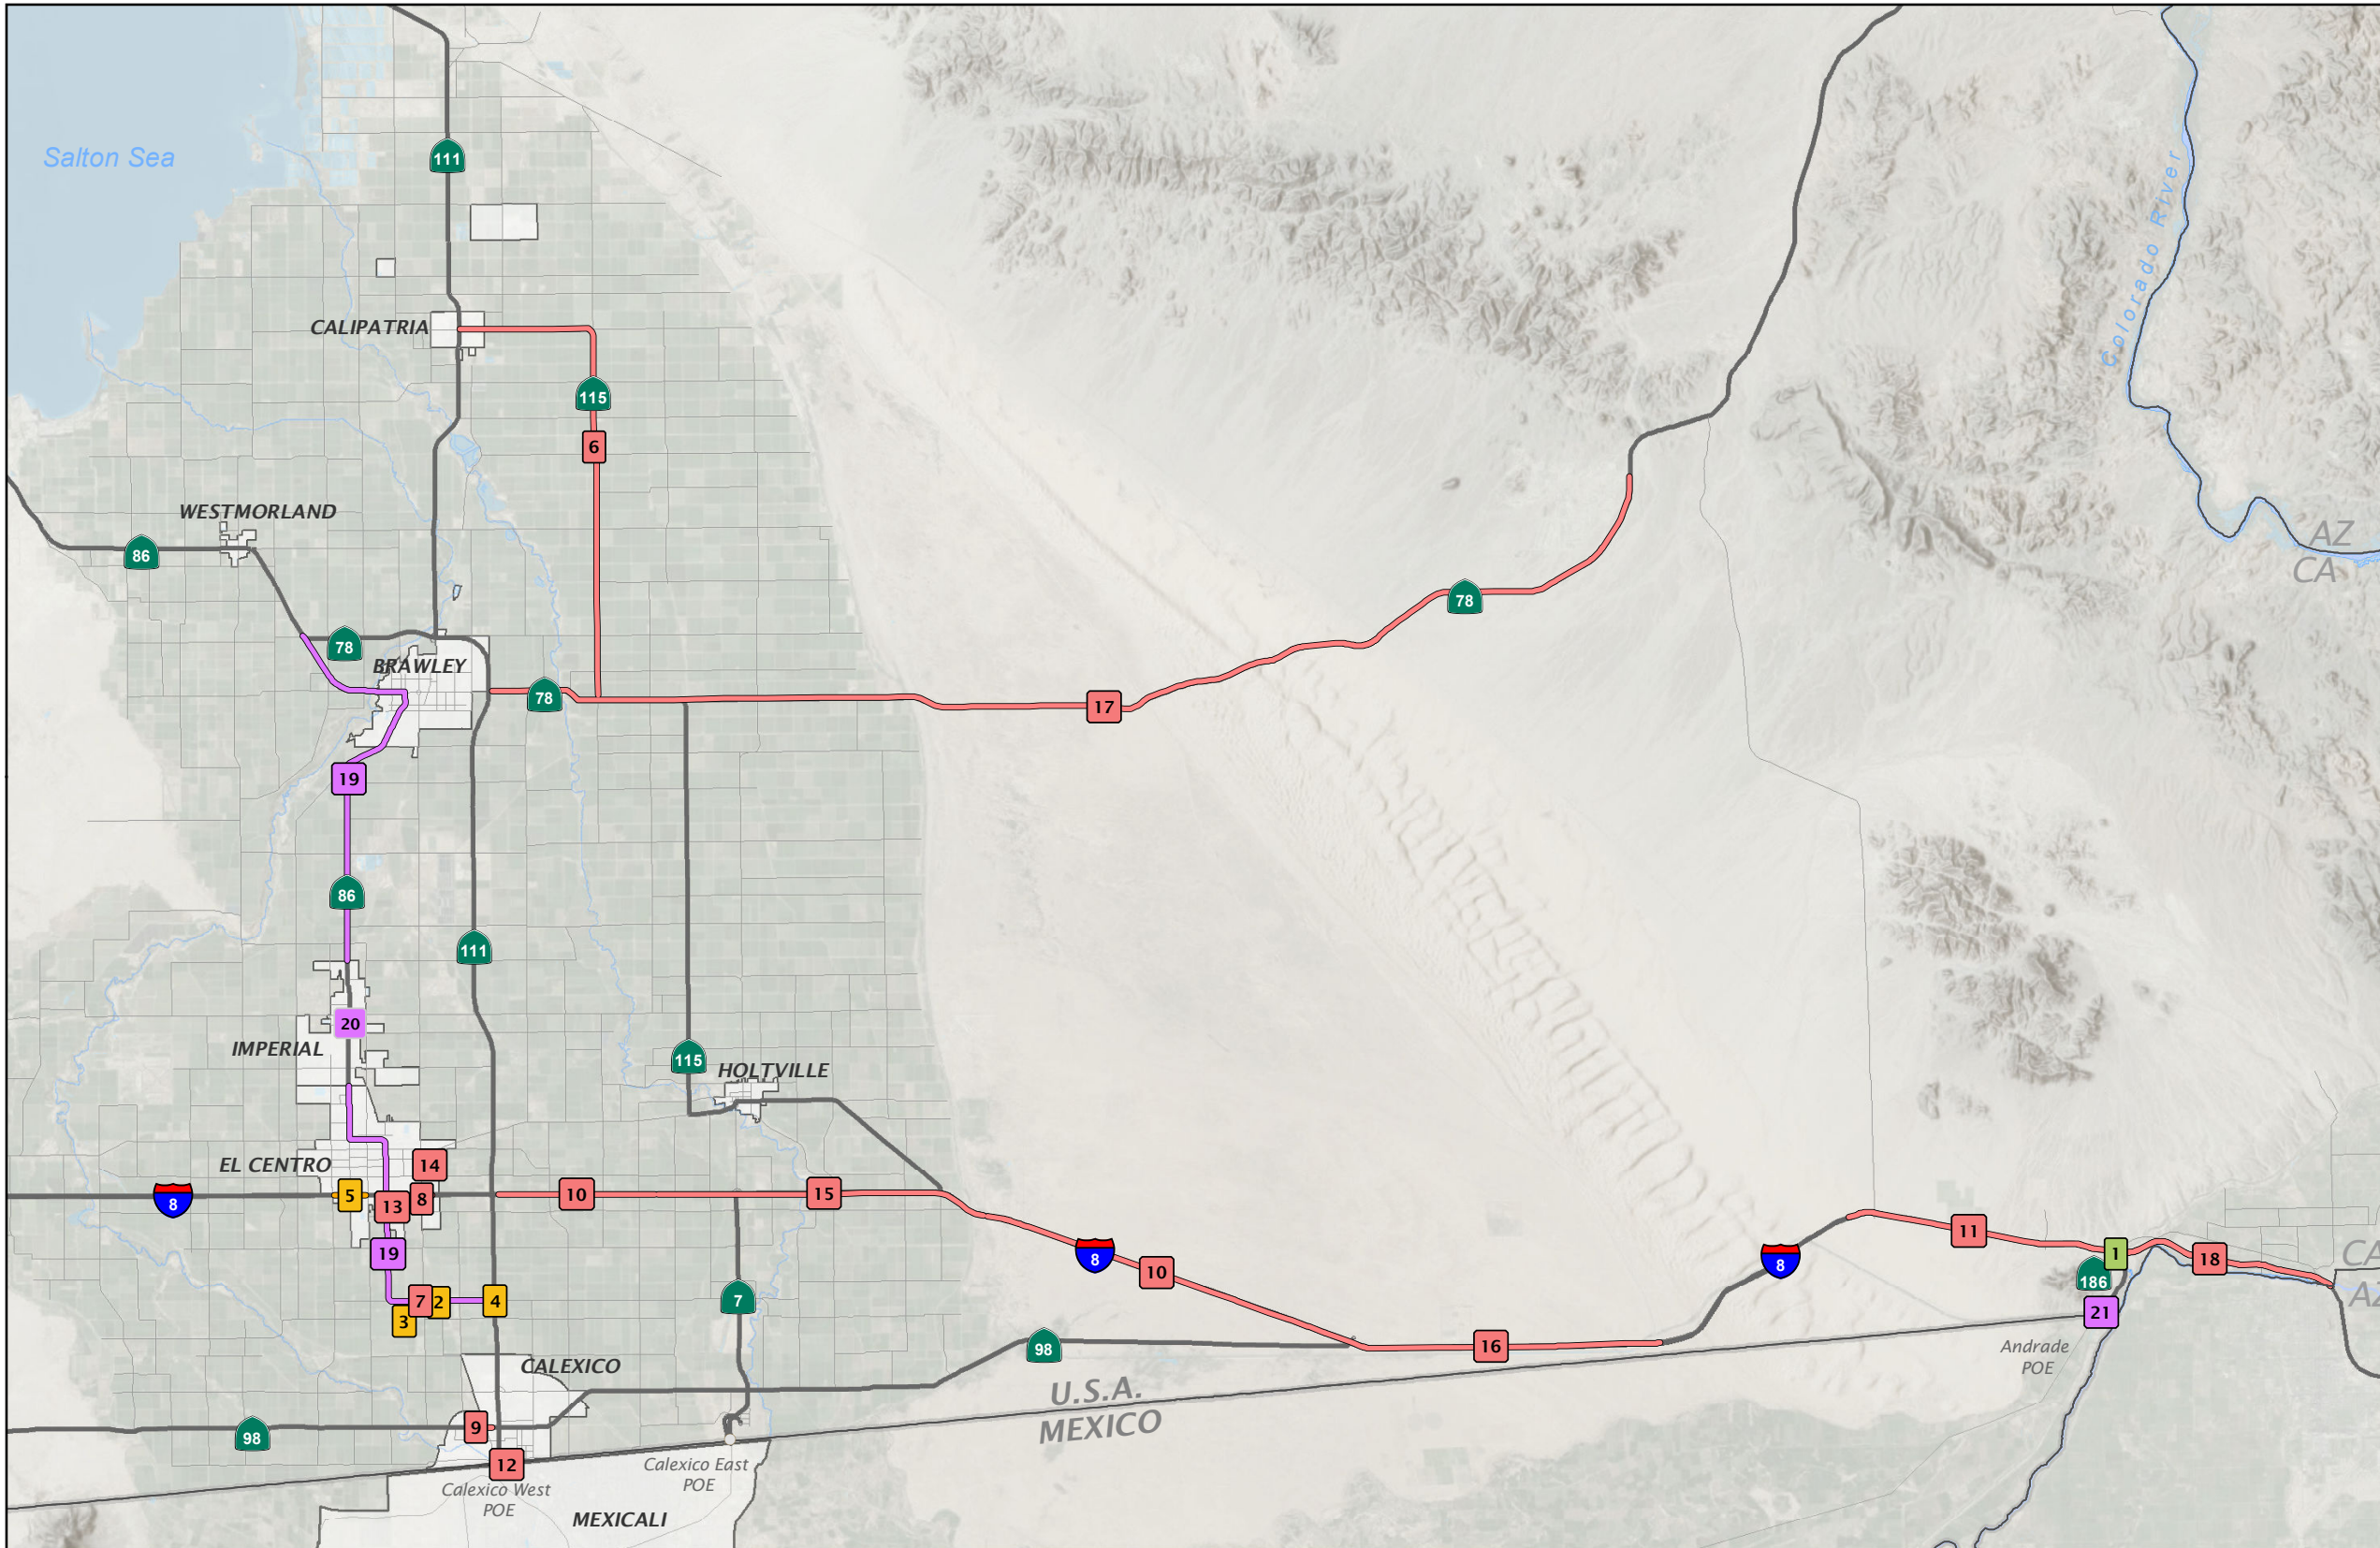 Salton Sea
111
Colorado River
CALIPATRIA
115
6
WESTMORLAND
86
AZ
CA
78
78
BRAWLEY
78
17
19
86
111
20
IMPERIAL
115
HOLTVILLE
EL CENTRO
14
5
8
13
8
10
15
19
8
10
8
11
1
18
CA
186
AZ
21
7
2
4
3
7
98
16
Andrade
POE
CALEXICO
U.S.A.
MEXICO
9
98
12
Calexico East
POE
Calexico West
POE
MEXICALI